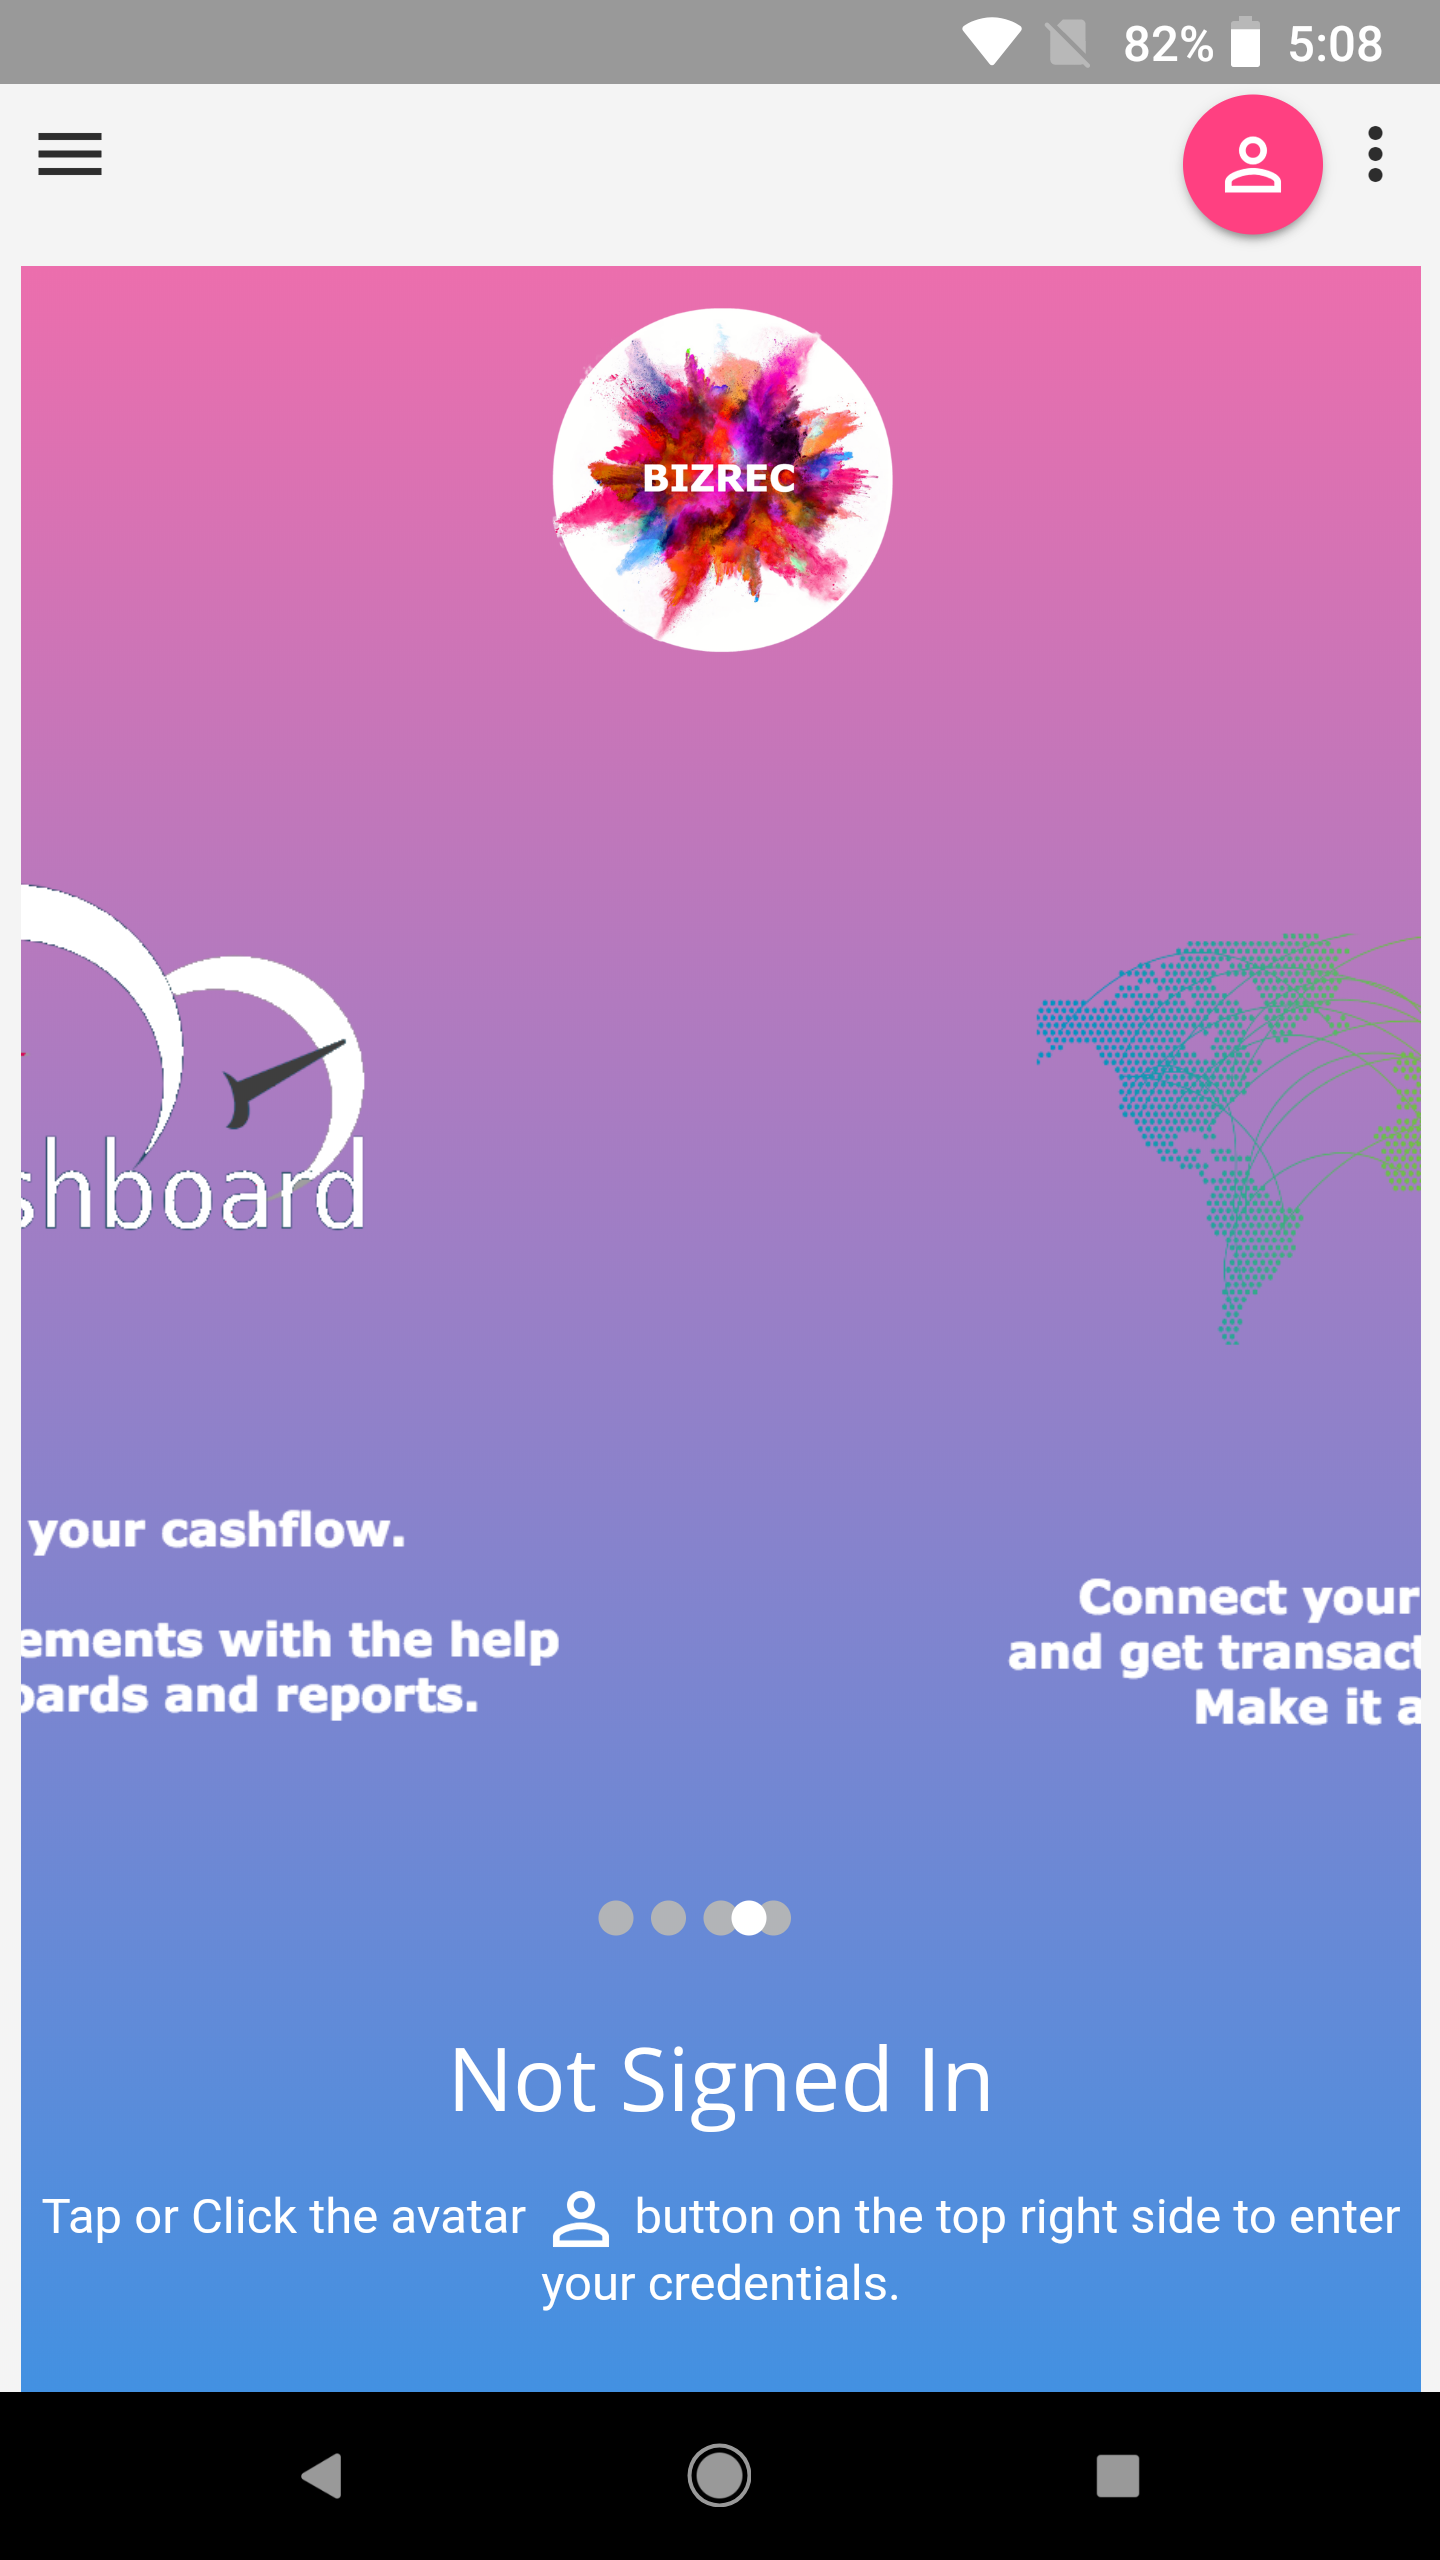 82% 5:08
BIZREC
shboard
your cashflow.
ements with the help
oards and reports.
Connect your
and get transact
Make it a
Not Signed In
Tap or Click the avatar button on the top right side to enter
your credentials.